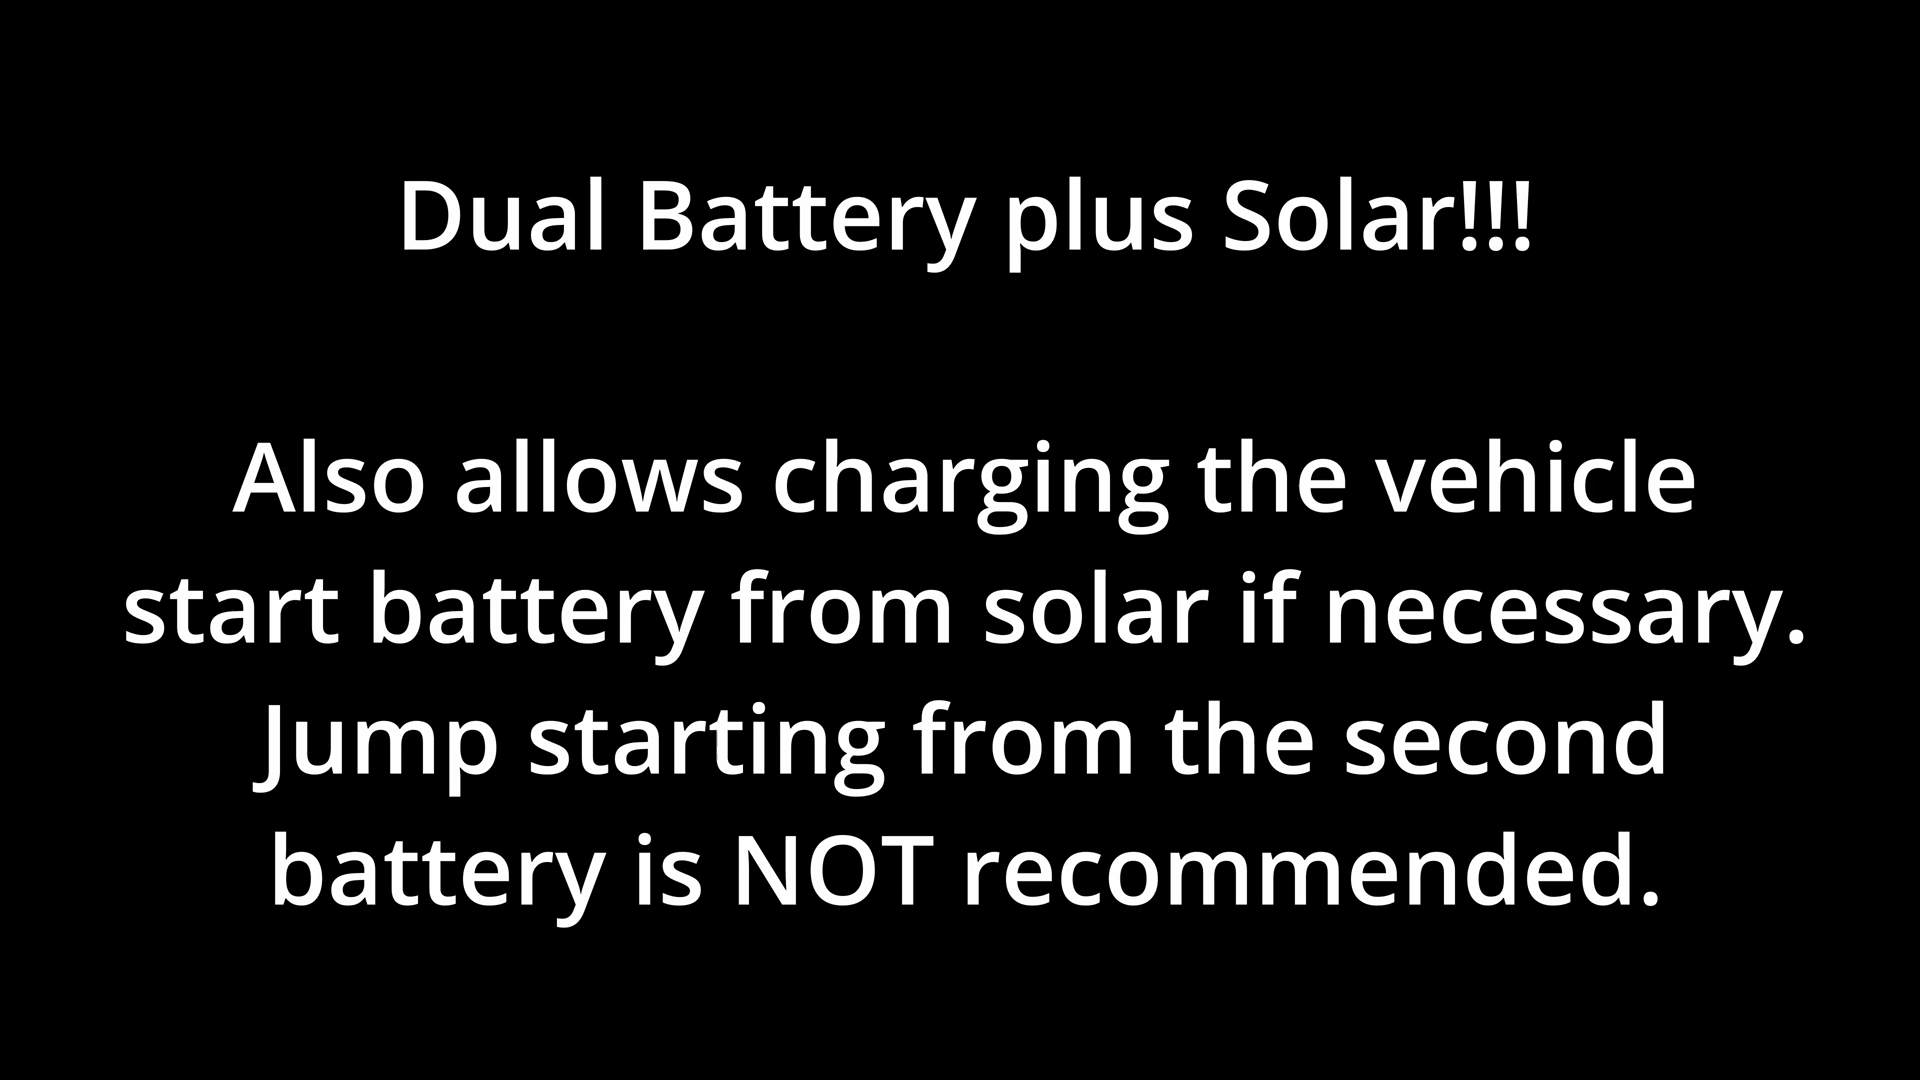 Dual Battery plus Solar!!!
Also allows charging the vehicle
start battery from solar if necessary.
Jump starting from the second
battery is NOT recommended.